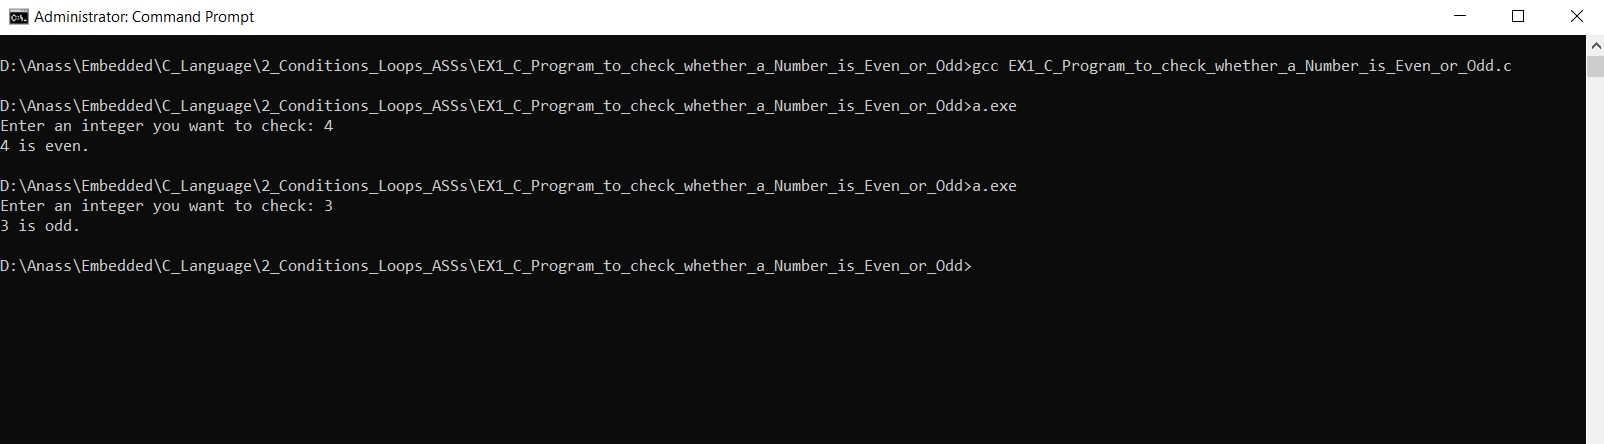 Administrator: Command Prompt
D:\Anass\Embedded\C_Language\2_Conditions_Loops_ASSs\EX1_C_Program_to_check_whether_a_Number_is_Even_or_Odd>gcc EX1_C_Program_to_check_whether_a_Number_is_Even_or_Odd.c
D:\Anass\Embedded\C_Language\2_Conditions_Loops_ASSs\EX1_C_Program_to_check_whether_a_Number_is_Even_or_Odd>a.exe
Enter an integer you want to check: 4
4 is even.
D:\Anass\Embedded\C_Language\2_Conditions_Loops_ASSs\EX1_C_Program_to_check_whether_a_Number_is_Even_or_Odd>a.exe
Enter an integer you want to check: 3
3 is odd.
D:\Anass\Embedded\C_Language\2_Conditions_Loops_ASSs\EX1_C_Program_to_check_whether_a_Number_is_Even_or_Odd>